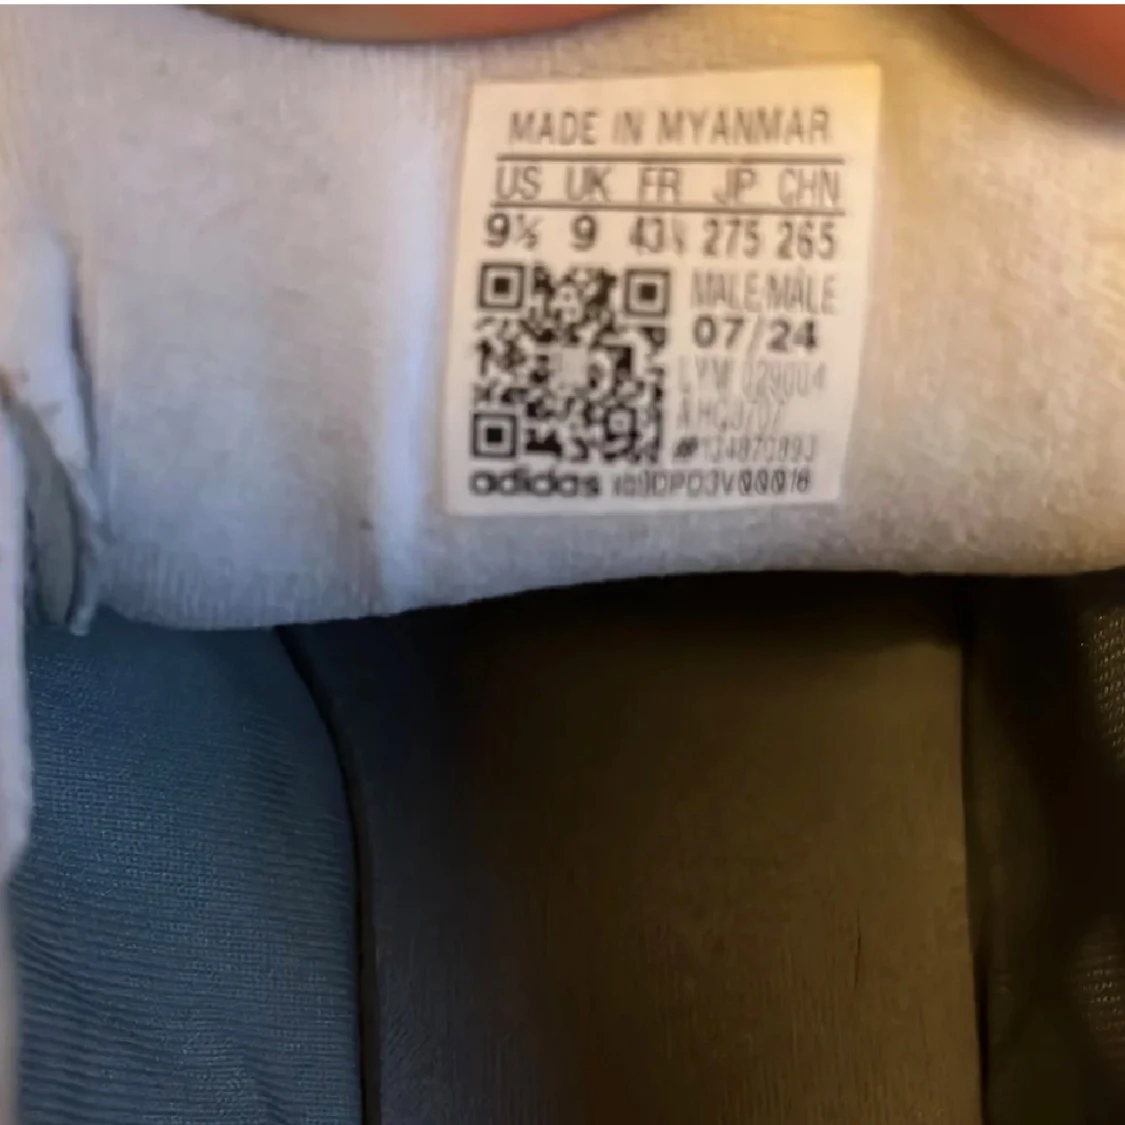 MADE IN MYANMAR
US UK FR JP CHN
9½ 9 43⅓ 275 265
MALE/MÂLE
07/24
#134870893
adidas